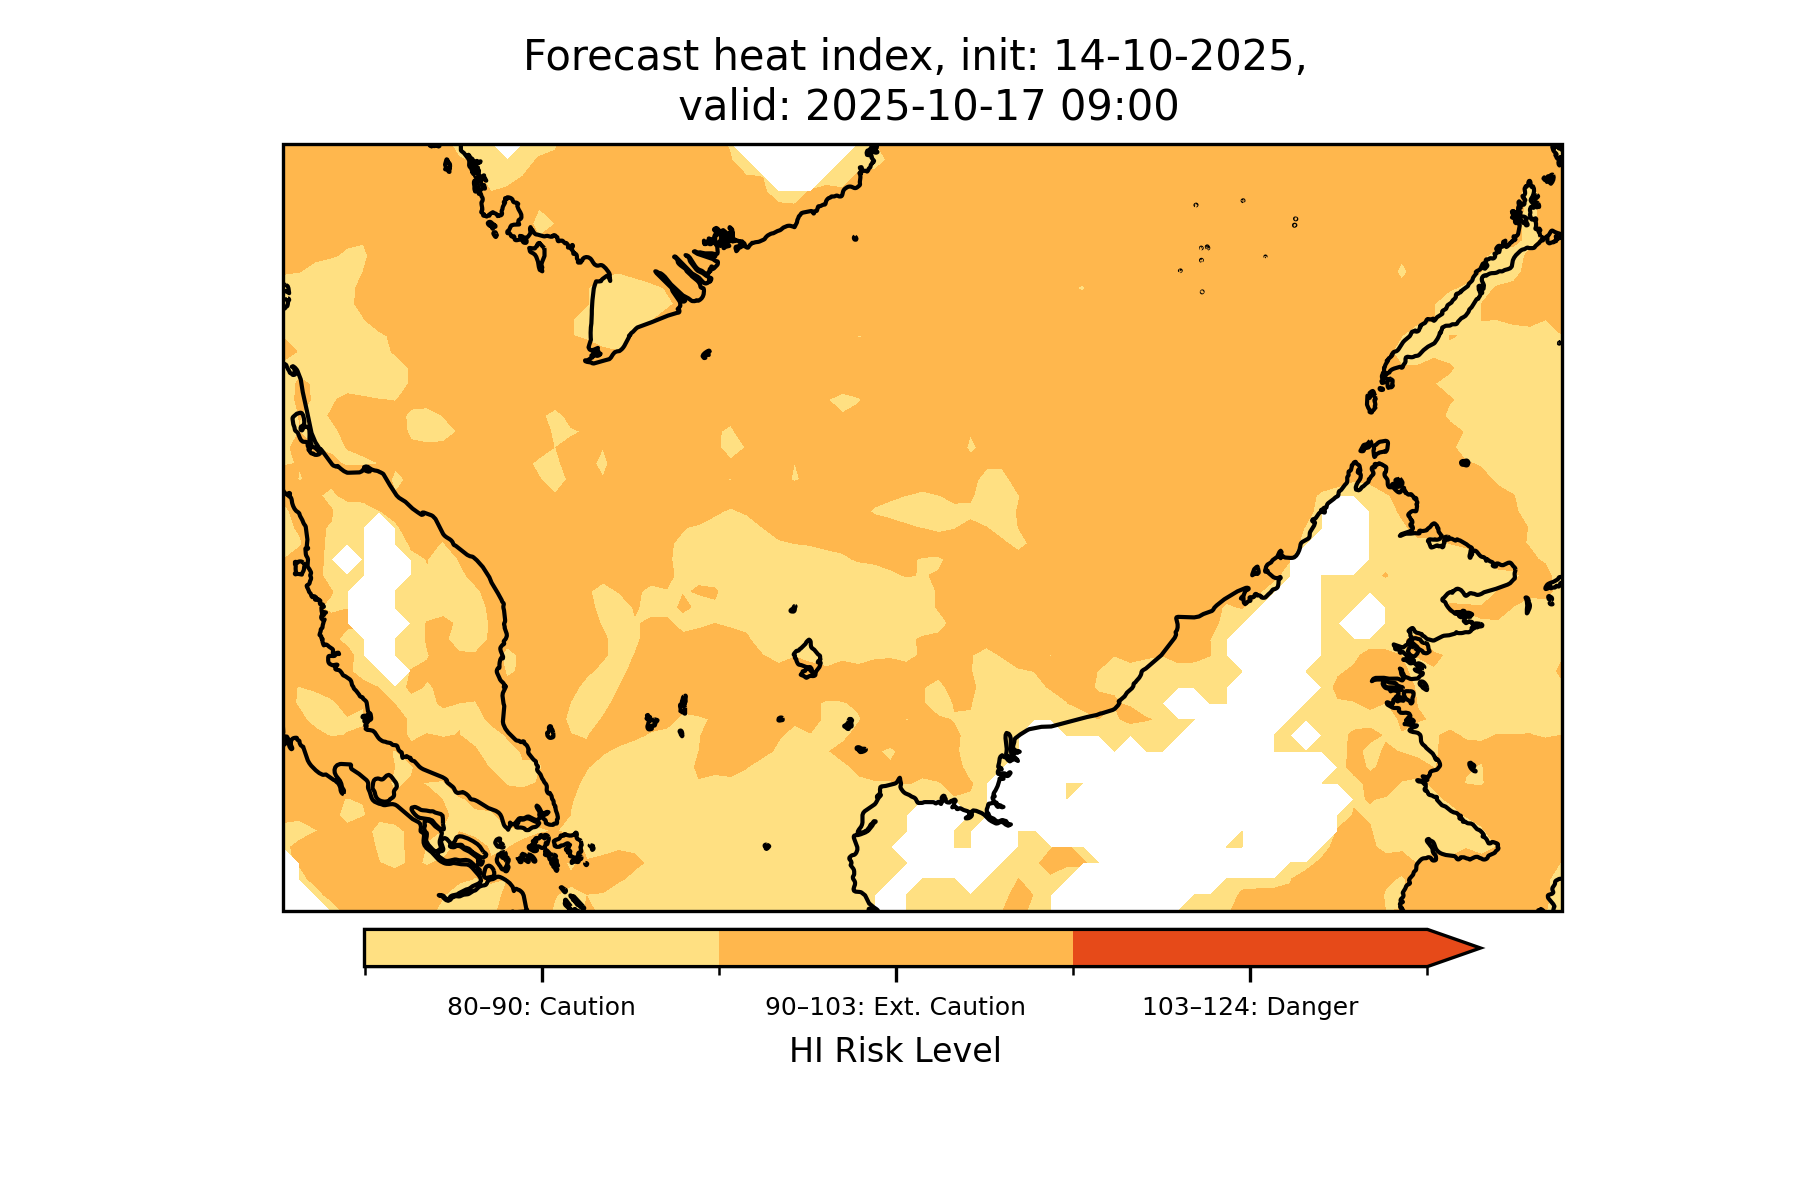 Forecast heat index, init: 14-10-2025,
valid: 2025-10-17 09:00
80–90: Caution
90–103: Ext. Caution
103–124: Danger
HI Risk Level